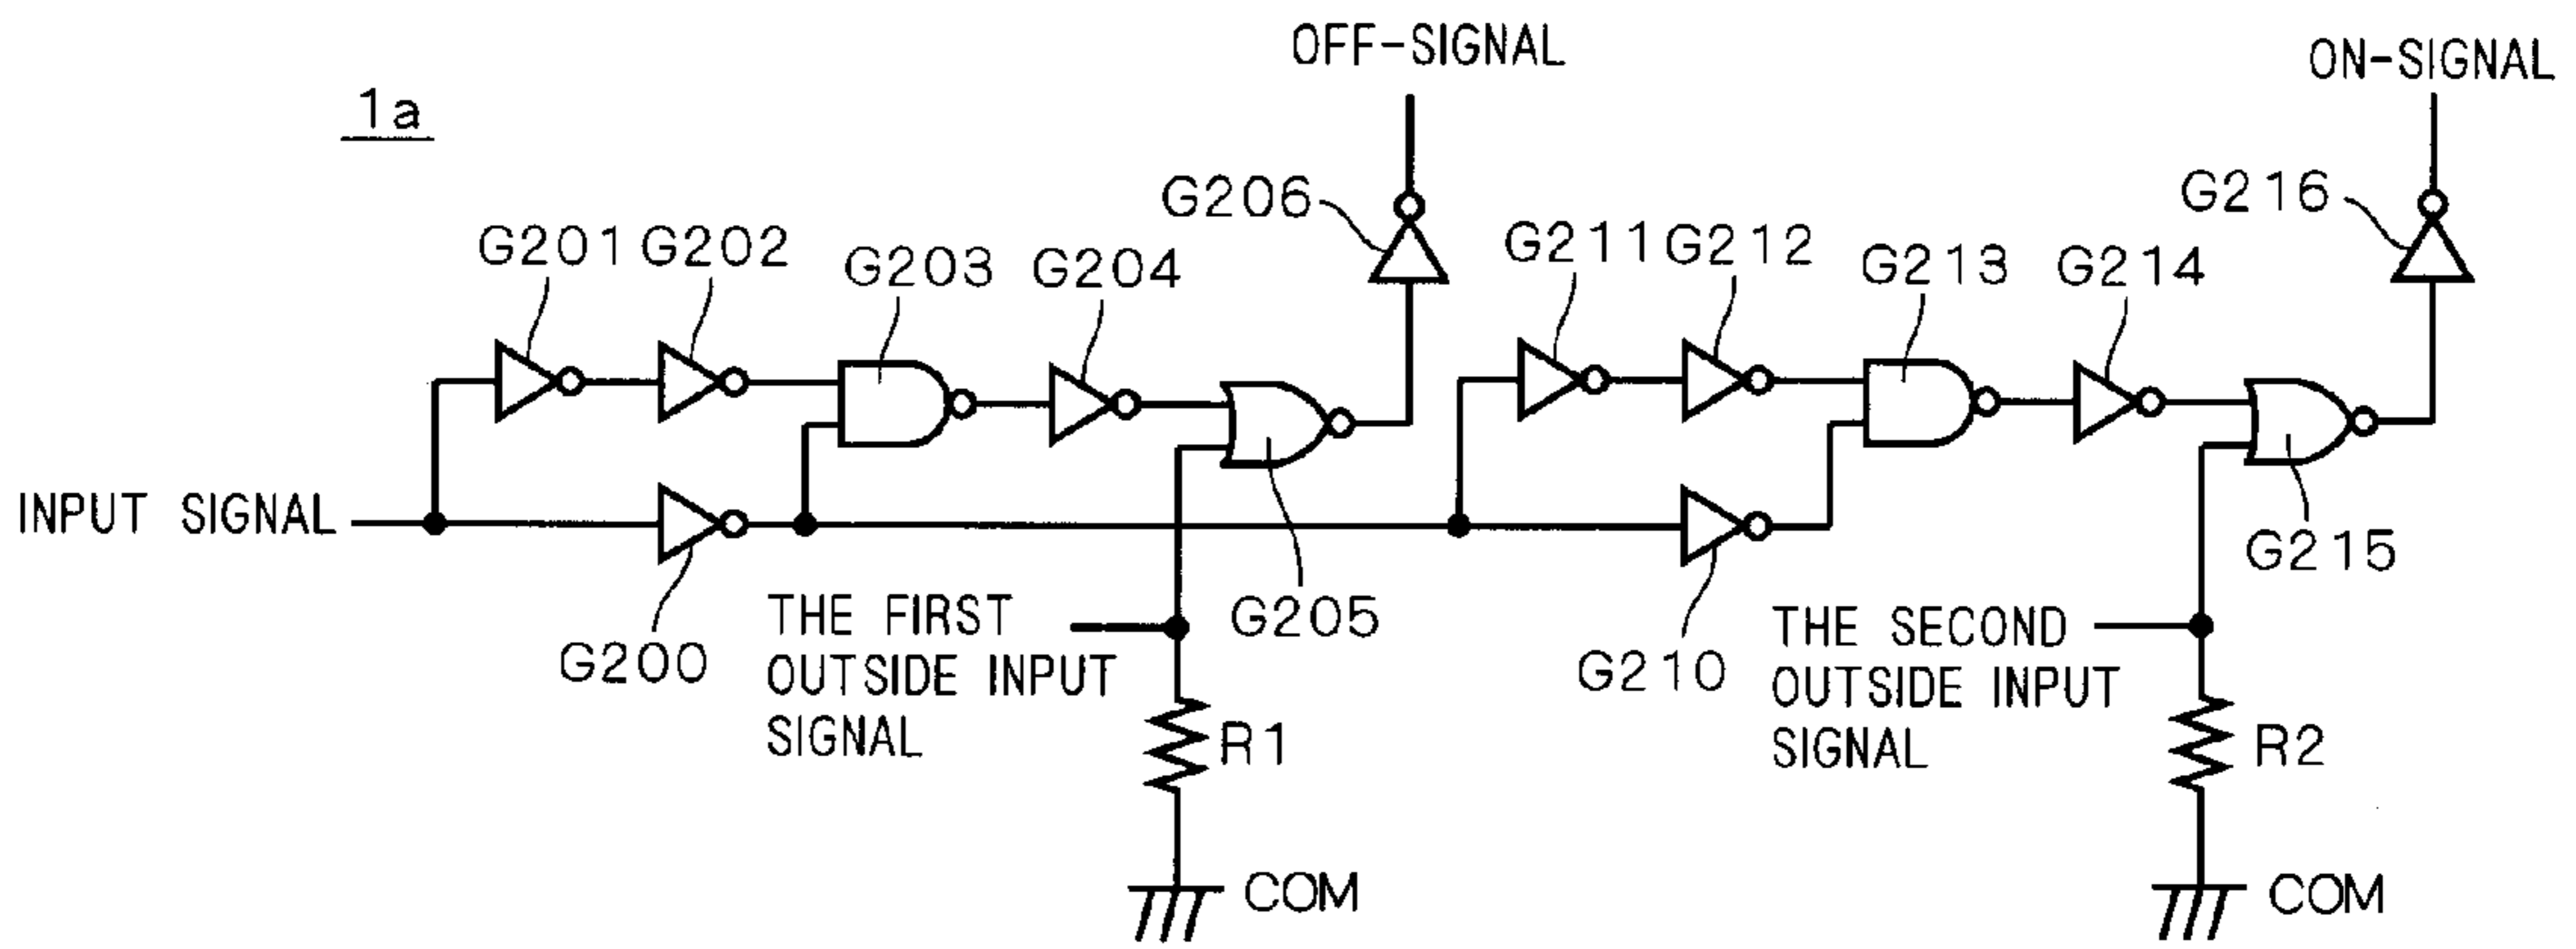 OFF-SIGNAL
ON-SIGNAL
1a
G206
G216
G201
G202
G203
G204
G211
G212
G213
G214
INPUT SIGNAL
G200
THE FIRST
OUTSIDE INPUT
SIGNAL
G205
G210
THE SECOND
OUTSIDE INPUT
SIGNAL
G215
R1
R2
COM
COM